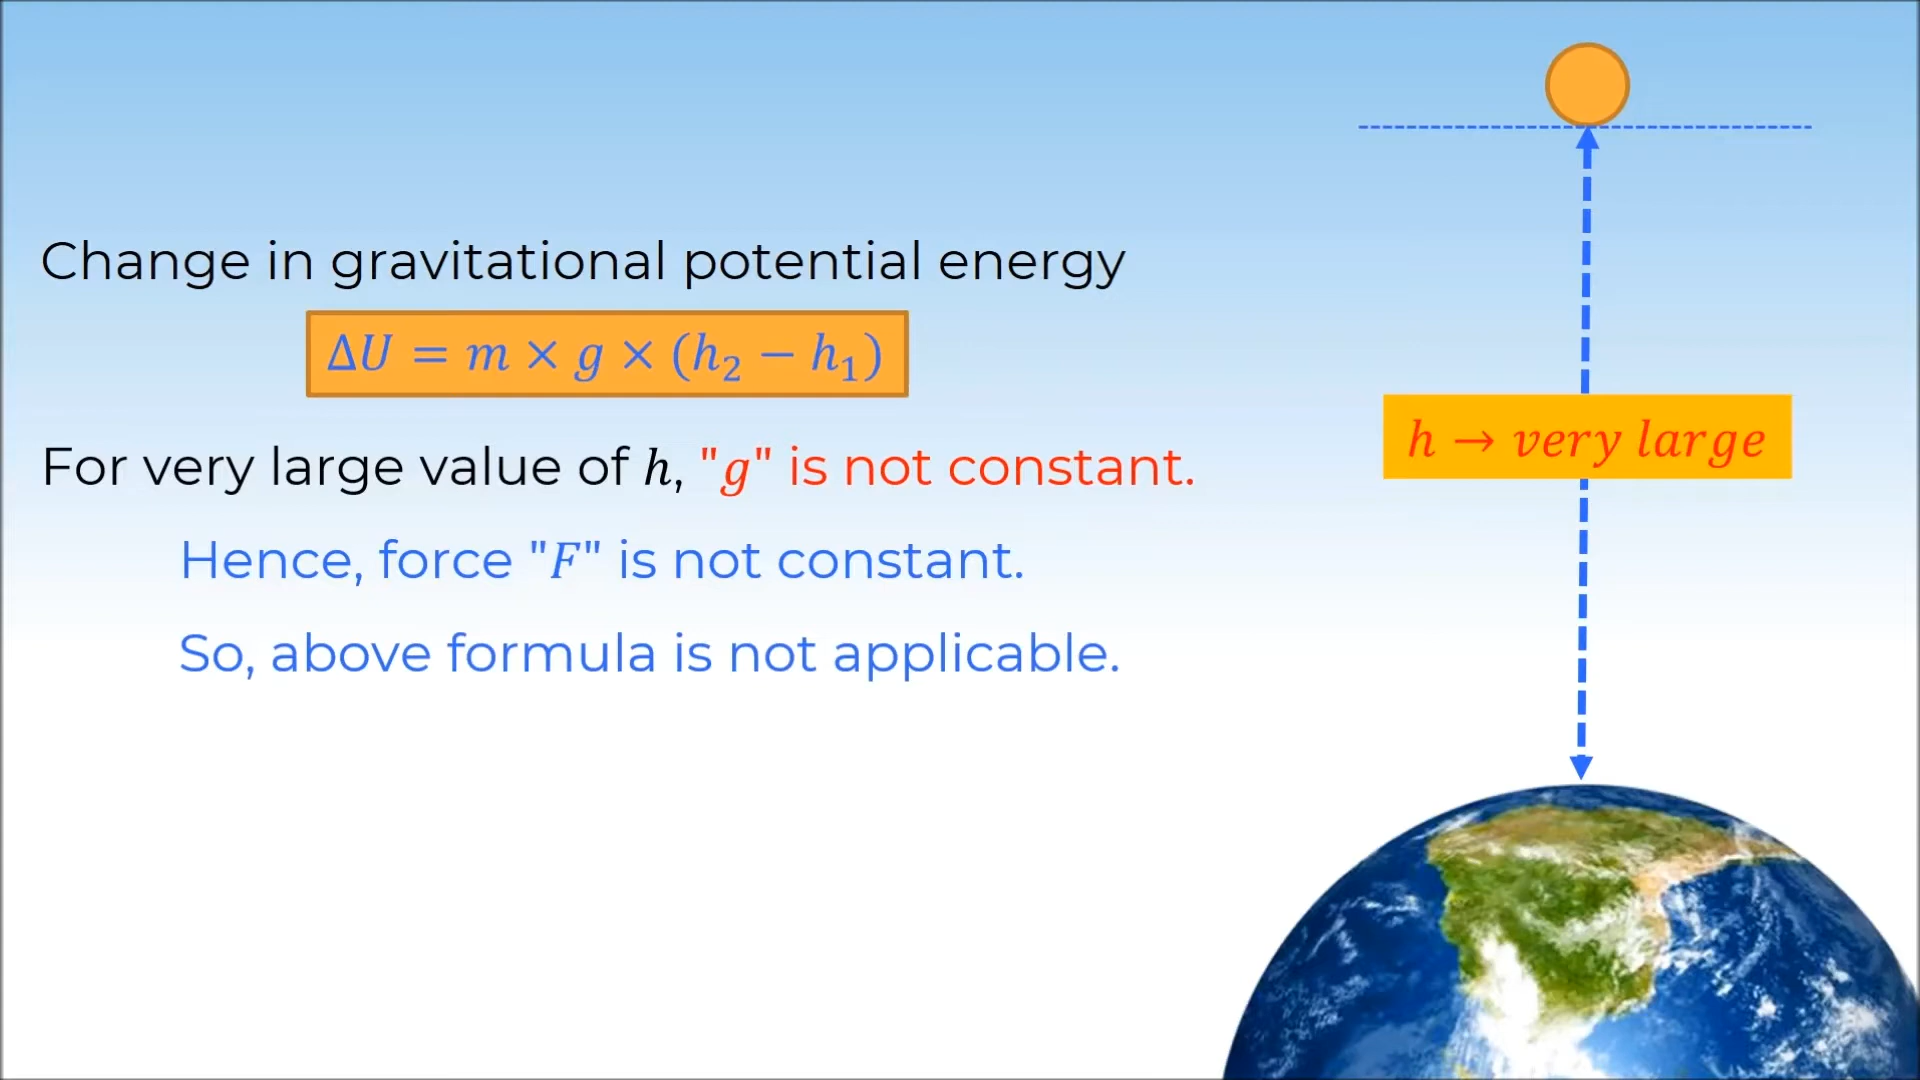 Change in gravitational potential energy
ΔU = m × g × (h₂ − h₁)
For very large value of h, "g" is not constant.
Hence, force "F" is not constant.
So, above formula is not applicable.
h → very large